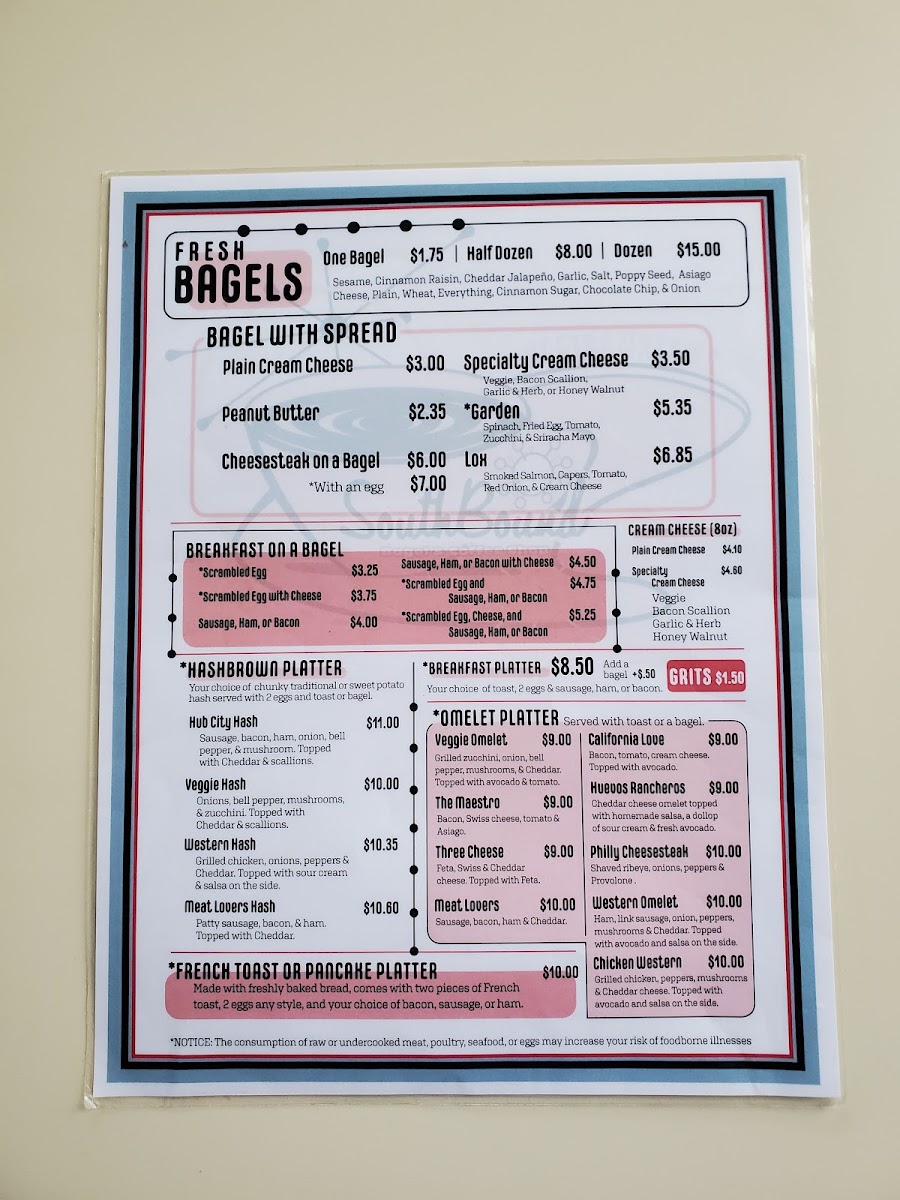 FRESH
BAGELS
One Bagel $1.75 | Half Dozen $8.00 | Dozen $15.00
Sesame, Cinnamon Raisin, Cheddar Jalapeño, Garlic, Salt, Poppy Seed, Asiago
Cheese, Plain, Wheat, Everything, Cinnamon Sugar, Chocolate Chip, & Onion
BAGEL WITH SPREAD
Plain Cream Cheese $3.00
Peanut Butter $2.35
Cheesesteak on a Bagel $6.00
*With an egg $7.00
Specialty Cream Cheese $3.50
Veggie, Bacon Scallion,
Garlic & Herb, or Honey Walnut
*Garden $5.35
Spinach, Fried Egg, Tomato,
Zucchini, & Sriracha Mayo
Lox $6.85
Smoked Salmon, Capers, Tomato,
Red Onion, & Cream Cheese
SouthBound
BREAKFAST ON A BAGEL
*Scrambled Egg $3.25
*Scrambled Egg with Cheese $3.75
Sausage, Ham, or Bacon $4.00
Sausage, Ham, or Bacon with Cheese $4.50
*Scrambled Egg and $4.75
Sausage, Ham, or Bacon
*Scrambled Egg, Cheese, and $5.25
Sausage, Ham, or Bacon
CREAM CHEESE (8oz)
Plain Cream Cheese $4.10
Specialty $4.60
Cream Cheese
Veggie
Bacon Scallion
Garlic & Herb
Honey Walnut
*HASHBROWN PLATTER
Your choice of chunky traditional or sweet potato
hash served with 2 eggs and toast or bagel.
Hub City Hash $11.00
Sausage, bacon, ham, onion, bell
pepper, & mushroom. Topped
with Cheddar & scallions.
Veggie Hash $10.00
Onions, bell pepper, mushrooms,
& zucchini. Topped with
Cheddar & scallions.
Western Hash $10.35
Grilled chicken, onions, peppers &
Cheddar. Topped with sour cream
& salsa on the side.
Meat Lovers Hash $10.60
Patty sausage, bacon, & ham.
Topped with Cheddar.
*BREAKFAST PLATTER $8.50
Add a
bagel +$.50
Your choice of toast, 2 eggs & sausage, ham, or bacon.
GRITS $1.50
*OMELET PLATTER Served with toast or a bagel.
Veggie Omelet $9.00
Grilled zucchini, onion, bell
pepper, mushrooms, & Cheddar.
Topped with avocado & tomato.
The Maestro $9.00
Bacon, Swiss cheese, tomato &
Asiago.
Three Cheese $9.00
Feta, Swiss & Cheddar
cheese. Topped with Feta.
Meat Lovers $10.00
Sausage, bacon, ham & Cheddar.
California Love $9.00
Bacon, tomato, cream cheese.
Topped with avocado.
Huevos Rancheros $9.00
Cheddar cheese omelet topped
with homemade salsa, a dollop
of sour cream & fresh avocado.
Philly Cheesesteak $10.00
Shaved ribeye, onions, peppers &
Provolone .
Western Omelet $10.00
Ham, link sausage, onion, peppers,
mushrooms & Cheddar. Topped
with avocado and salsa on the side.
Chicken Western $10.00
Grilled chicken, peppers, mushrooms
& Cheddar cheese. Topped with
avocado and salsa on the side.
*FRENCH TOAST OR PANCAKE PLATTER $10.00
Made with freshly baked bread, comes with two pieces of French
toast, 2 eggs any style, and your choice of bacon, sausage, or ham.
*NOTICE: The consumption of raw or undercooked meat, poultry, seafood, or eggs may increase your risk of foodborne illnesses